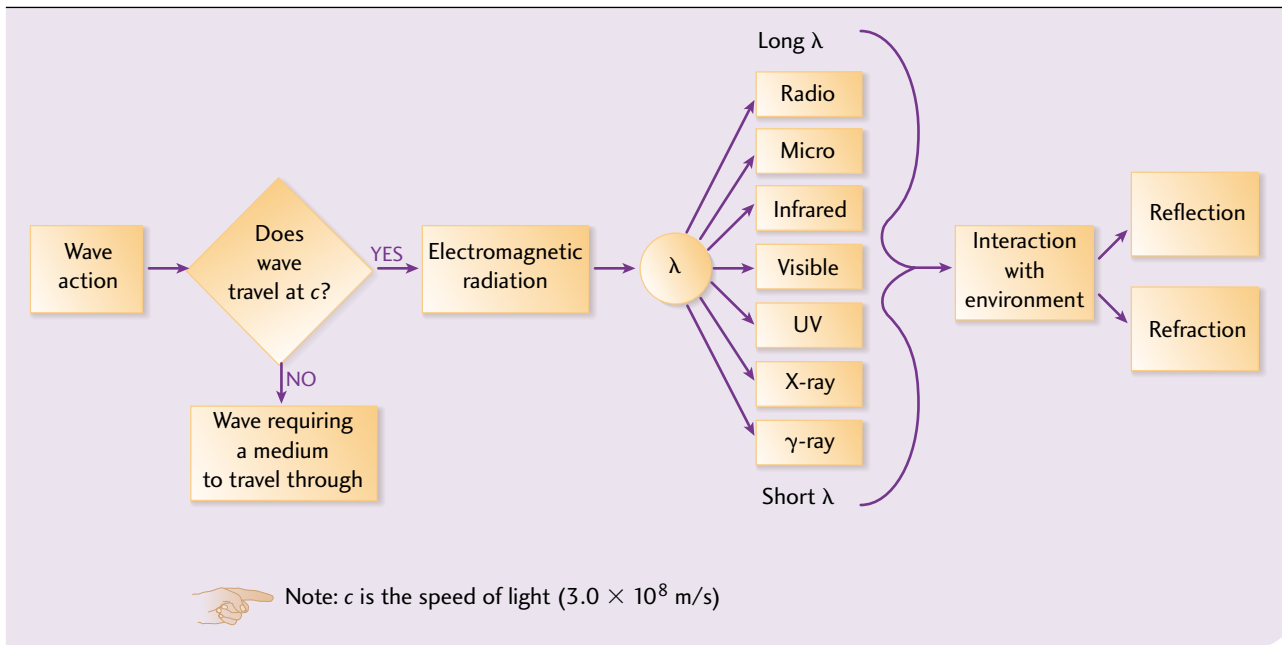 Wave
action
Does
wave
travel at c?
YES
NO
Wave requiring
a medium
to travel through
Electromagnetic
radiation
λ
Long λ
Radio
Micro
Infrared
Visible
UV
X-ray
γ-ray
Short λ
Interaction
with
environment
Reflection
Refraction
Note: c is the speed of light (3.0 × 10⁸ m/s)